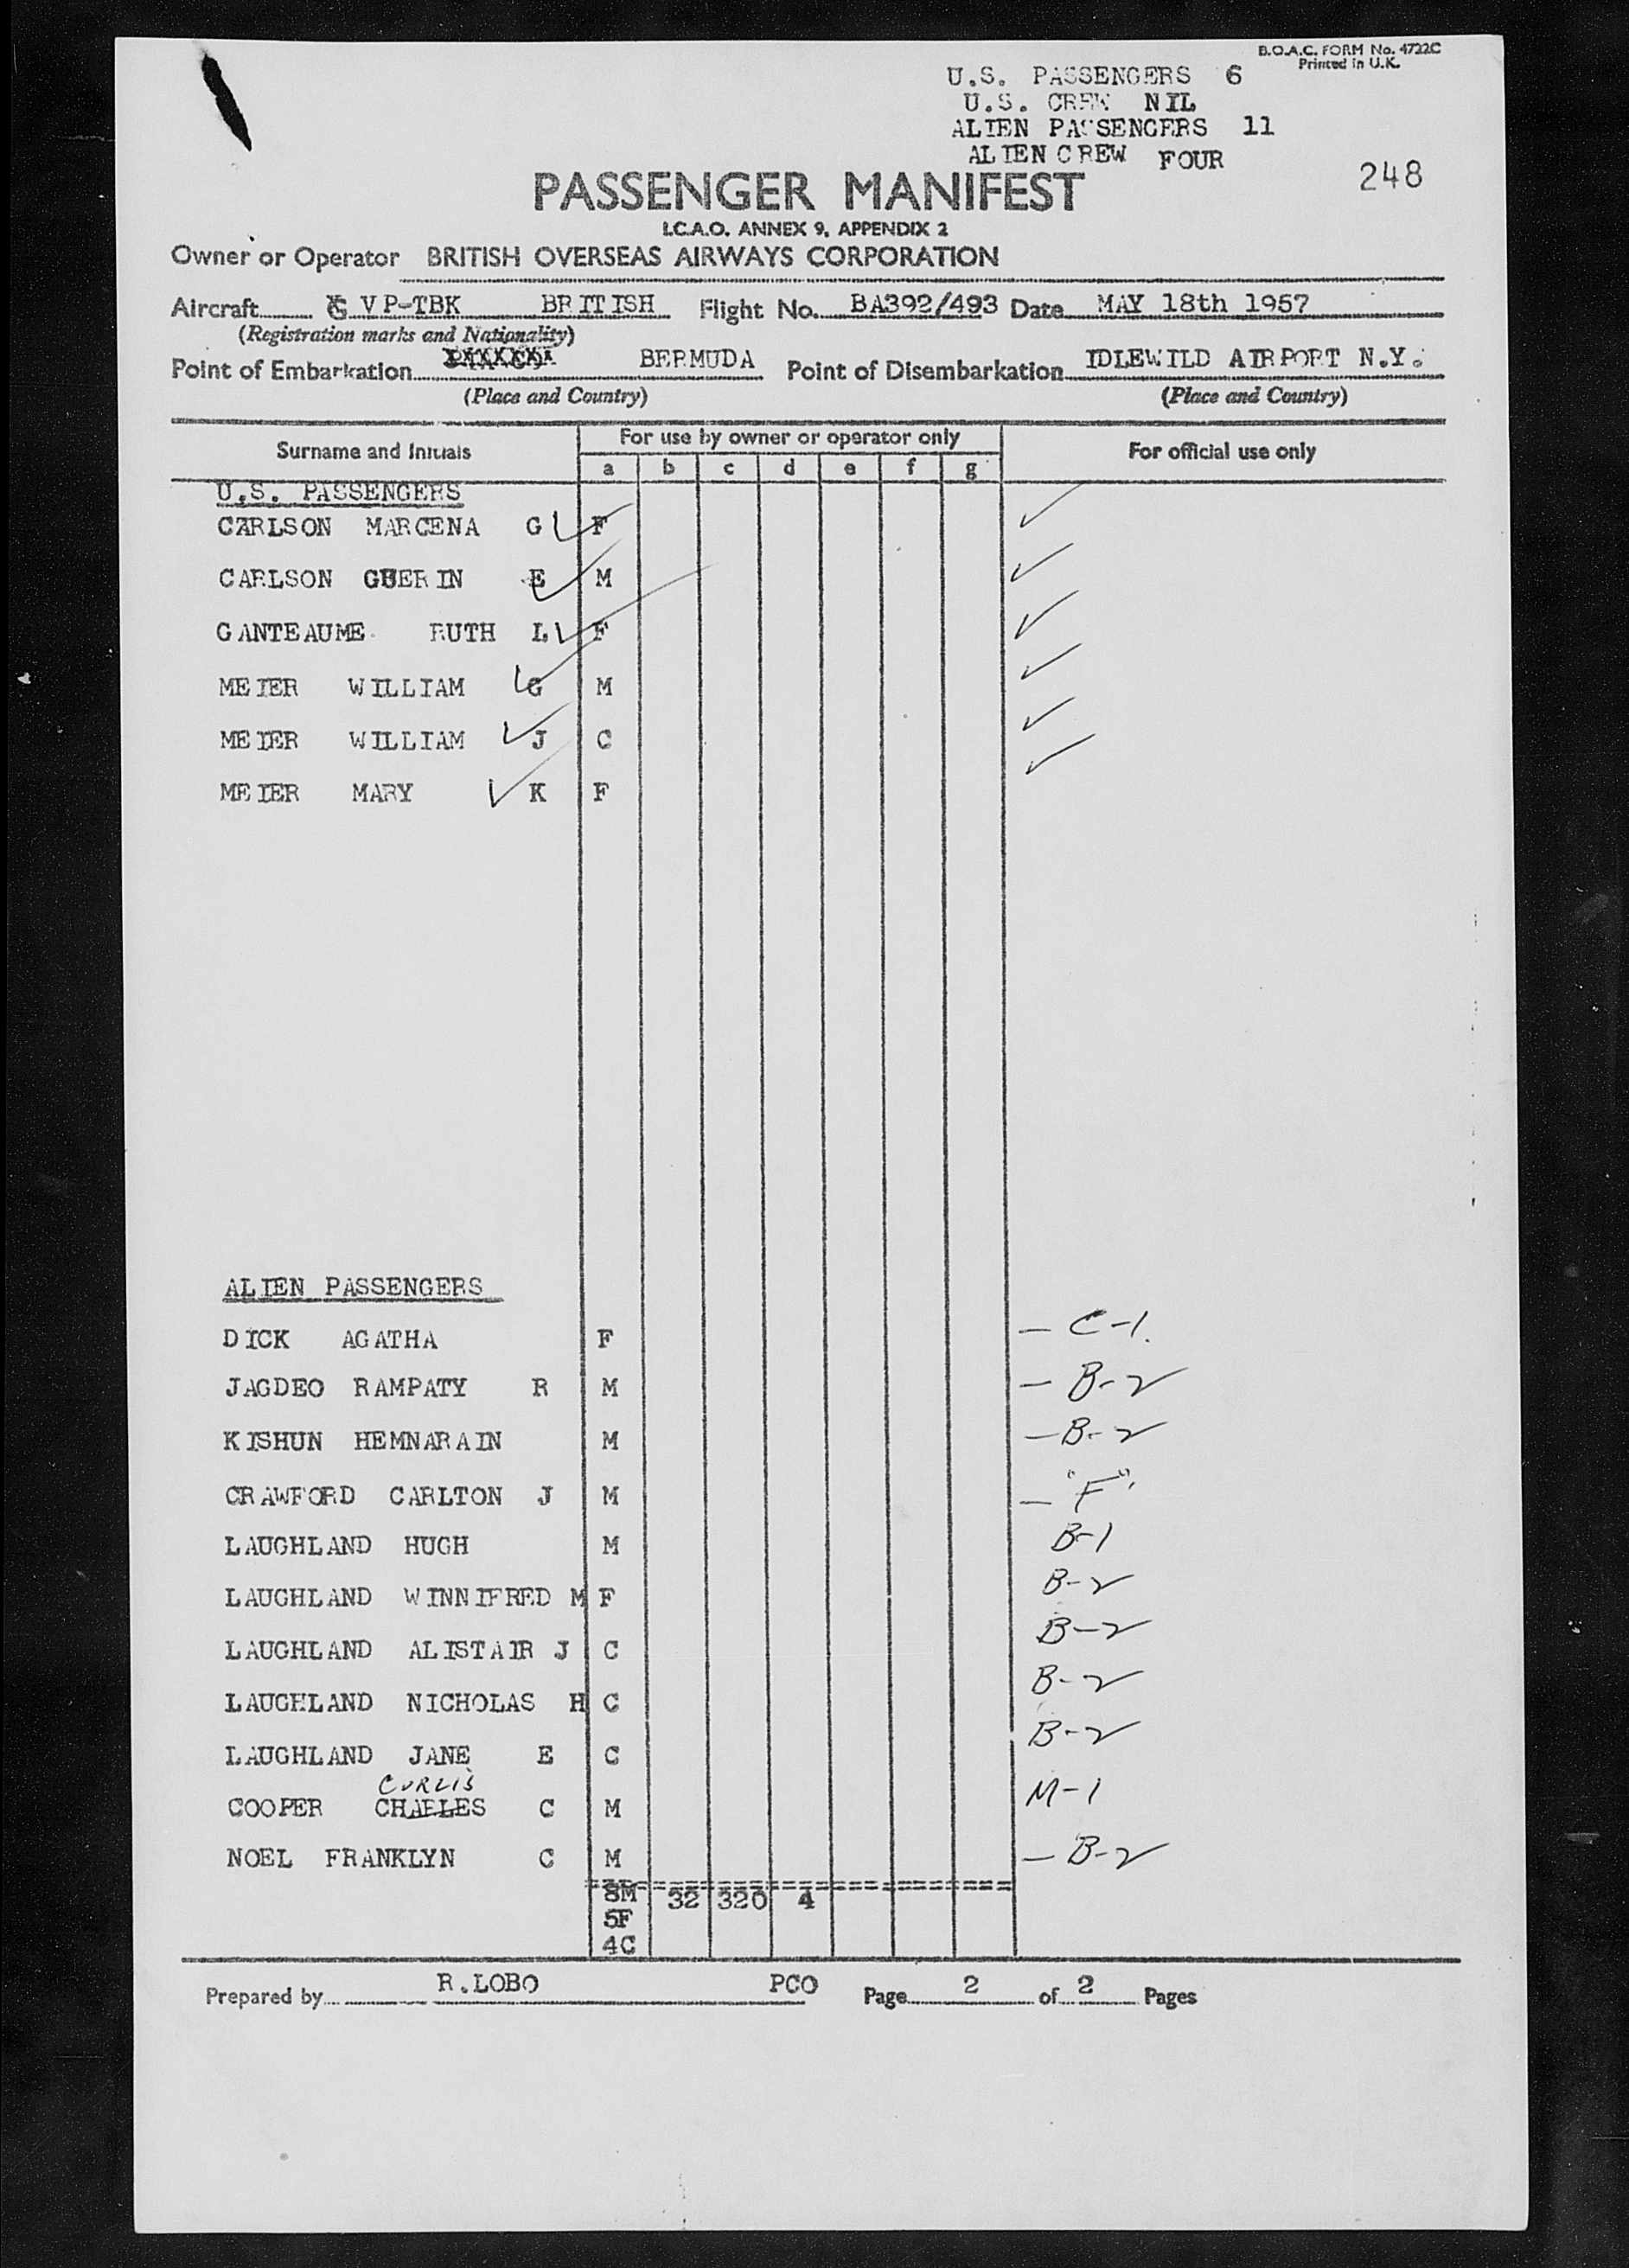 B.O.A.C. FORM No. 4722C
Printed in U.K.
U.S. PASSENGERS 6
U.S. CREW NIL
ALIEN PASSENGERS 11
ALIEN CREW FOUR
248
PASSENGER MANIFEST
I.C.A.O. ANNEX 9, APPENDIX 2
Owner or Operator BRITISH OVERSEAS AIRWAYS CORPORATION
Aircraft VP-TBK BRITISH Flight No. BA392/493 Date MAY 18th 1957
(Registration marks and Nationality)
Point of Embarkation BERMUDA Point of Disembarkation IDLEWILD AIRPORT N.Y.
(Place and Country) (Place and Country)
Surname and Initials For use by owner or operator only For official use only
a b c d e f g
U.S. PASSENGERS
CARLSON MARCENA G F
CARLSON GUERIN E M
GANTEAUME RUTH L F
MEIER WILLIAM G M
MEIER WILLIAM J C
MEIER MARY K F
ALIEN PASSENGERS
DICK AGATHA F — C-1.
JAGDEO RAMPATY R M — B-2
KISHUN HEMNARAIN M — B-2
CRAWFORD CARLTON J M — "F"
LAUGHLAND HUGH M B-1
LAUGHLAND WINNIFRED M F B-2
LAUGHLAND ALISTAIR J C B-2
LAUGHLAND NICHOLAS H C B-2
LAUGHLAND JANE E C B-2
CURLIS
COOPER CHARLES C M M-1
NOEL FRANKLYN C M — B-2
8M 32 320 4
5F
4C
Prepared by R.LOBO PCO Page 2 of 2 Pages